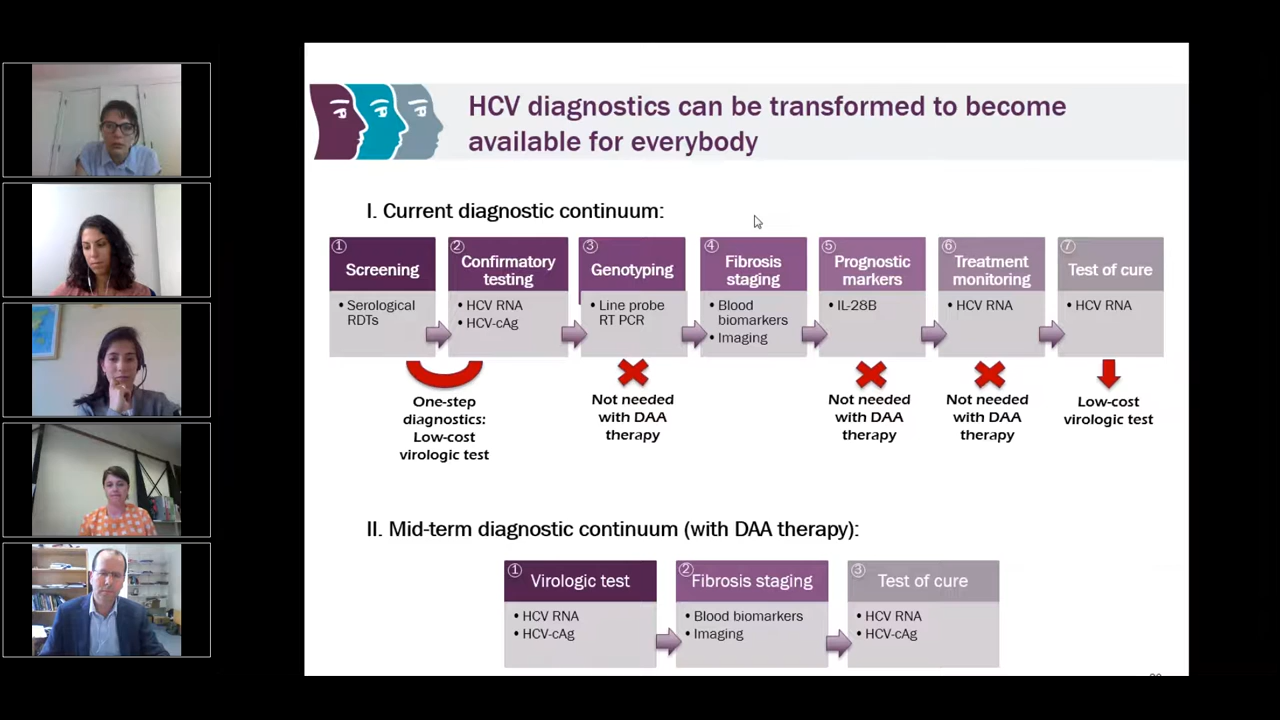 HCV diagnostics can be transformed to become
available for everybody
I. Current diagnostic continuum:
① Screening
• Serological
RDTs
② Confirmatory
testing
• HCV RNA
• HCV-cAg
③ Genotyping
• Line probe
RT PCR
④ Fibrosis
staging
• Blood
biomarkers
• Imaging
⑤ Prognostic
markers
• IL-28B
⑥ Treatment
monitoring
• HCV RNA
⑦ Test of cure
• HCV RNA
One-step
diagnostics:
Low-cost
virologic test
Not needed
with DAA
therapy
Not needed
with DAA
therapy
Not needed
with DAA
therapy
Low-cost
virologic test
II. Mid-term diagnostic continuum (with DAA therapy):
① Virologic test
• HCV RNA
• HCV-cAg
② Fibrosis staging
• Blood biomarkers
• Imaging
③ Test of cure
• HCV RNA
• HCV-cAg